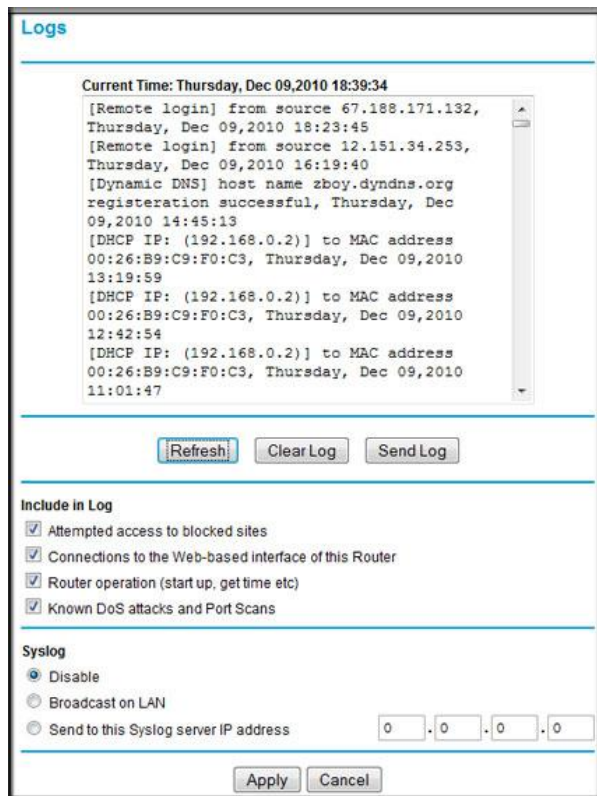 Logs
Current Time: Thursday, Dec 09,2010 18:39:34
[Remote login] from source 67.188.171.132,
Thursday, Dec 09,2010 18:23:45
[Remote login] from source 12.151.34.253,
Thursday, Dec 09,2010 16:19:40
[Dynamic DNS] host name zboy.dyndns.org
registeration successful, Thursday, Dec
09,2010 14:45:13
[DHCP IP: (192.168.0.2)] to MAC address
00:26:B9:C9:F0:C3, Thursday, Dec 09,2010
13:19:59
[DHCP IP: (192.168.0.2)] to MAC address
00:26:B9:C9:F0:C3, Thursday, Dec 09,2010
12:42:54
[DHCP IP: (192.168.0.2)] to MAC address
00:26:B9:C9:F0:C3, Thursday, Dec 09,2010
11:01:47
Refresh Clear Log Send Log
Include in Log
Attempted access to blocked sites
Connections to the Web-based interface of this Router
Router operation (start up, get time etc)
Known DoS attacks and Port Scans
Syslog
Disable
Broadcast on LAN
Send to this Syslog server IP address 0 . 0 . 0 . 0
Apply Cancel